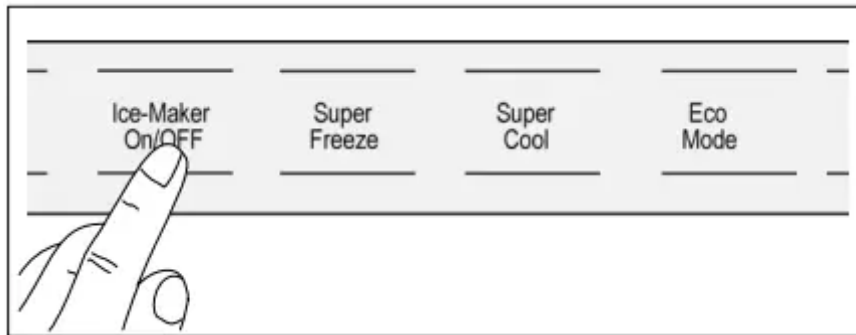 Ice-Maker
On/OFF
Super
Freeze
Super
Cool
Eco
Mode